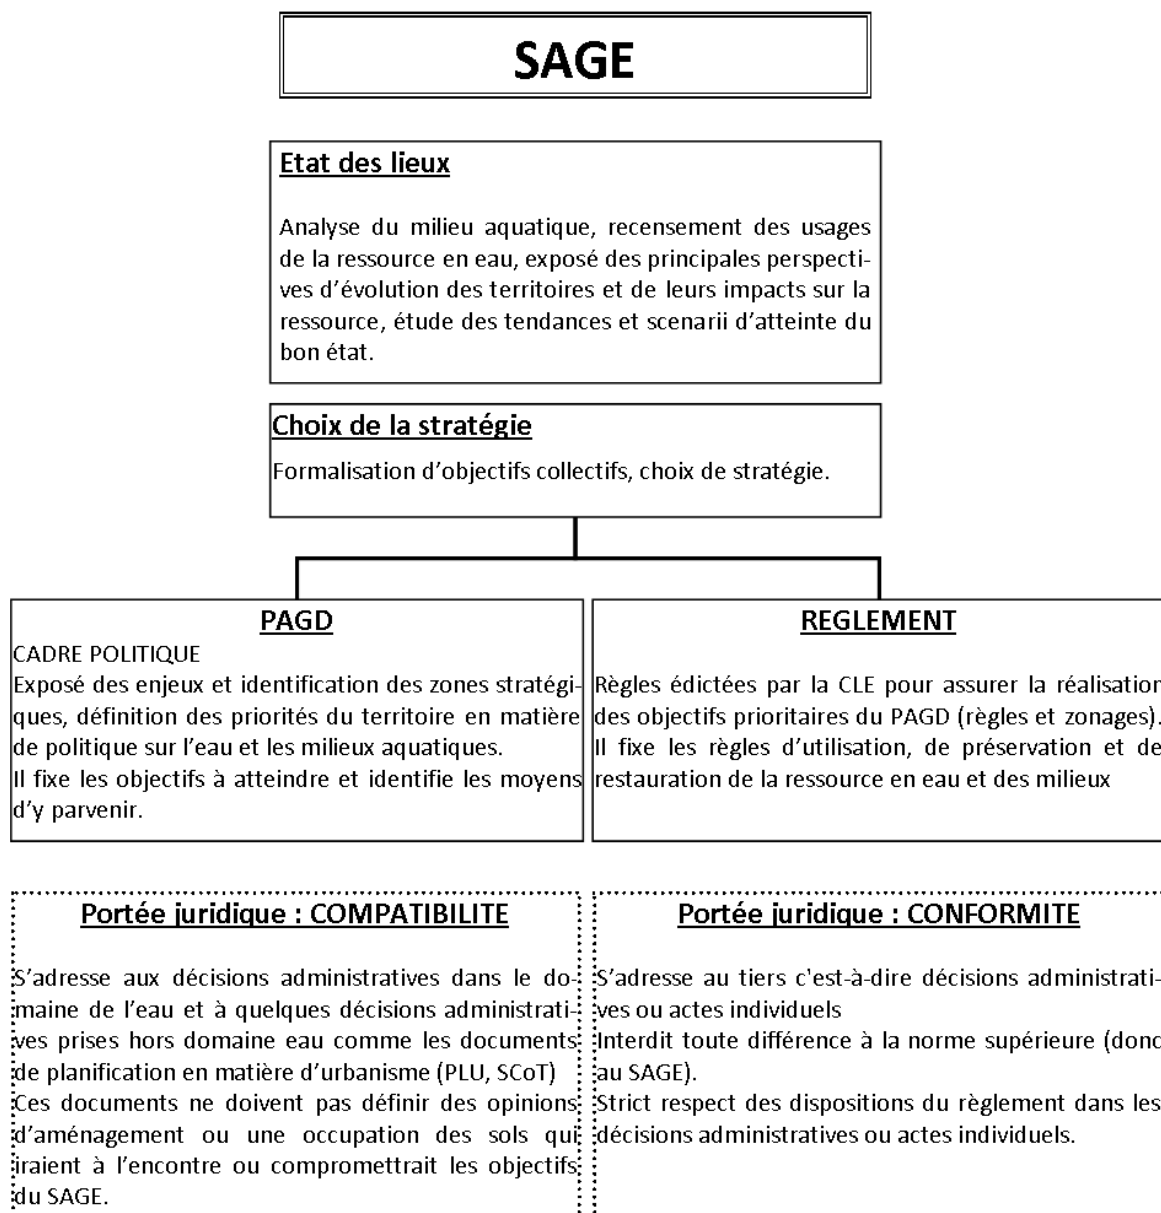 SAGE
Etat des lieux
Analyse du milieu aquatique, recensement des usages
de la ressource en eau, exposé des principales perspecti-
ves d’évolution des territoires et de leurs impacts sur la
ressource, étude des tendances et scenarii d’atteinte du
bon état.
Choix de la stratégie
Formalisation d’objectifs collectifs, choix de stratégie.
PAGD
CADRE POLITIQUE
Exposé des enjeux et identification des zones stratégi-
ques, définition des priorités du territoire en matière
de politique sur l’eau et les milieux aquatiques.
Il fixe les objectifs à atteindre et identifie les moyens
d’y parvenir.
REGLEMENT
Règles édictées par la CLE pour assurer la réalisation
des objectifs prioritaires du PAGD (règles et zonages).
Il fixe les règles d’utilisation, de préservation et de
restauration de la ressource en eau et des milieux
Portée juridique : COMPATIBILITE
S’adresse aux décisions administratives dans le do-
maine de l’eau et à quelques décisions administrati-
ves prises hors domaine eau comme les documents
de planification en matière d’urbanisme (PLU, SCoT)
Ces documents ne doivent pas définir des opinions
d’aménagement ou une occupation des sols qui
iraient à l’encontre ou compromettrait les objectifs
du SAGE.
Portée juridique : CONFORMITE
S’adresse au tiers c'est-à-dire décisions administrati-
ves ou actes individuels
Interdit toute différence à la norme supérieure (donc
au SAGE).
Strict respect des dispositions du règlement dans les
décisions administratives ou actes individuels.